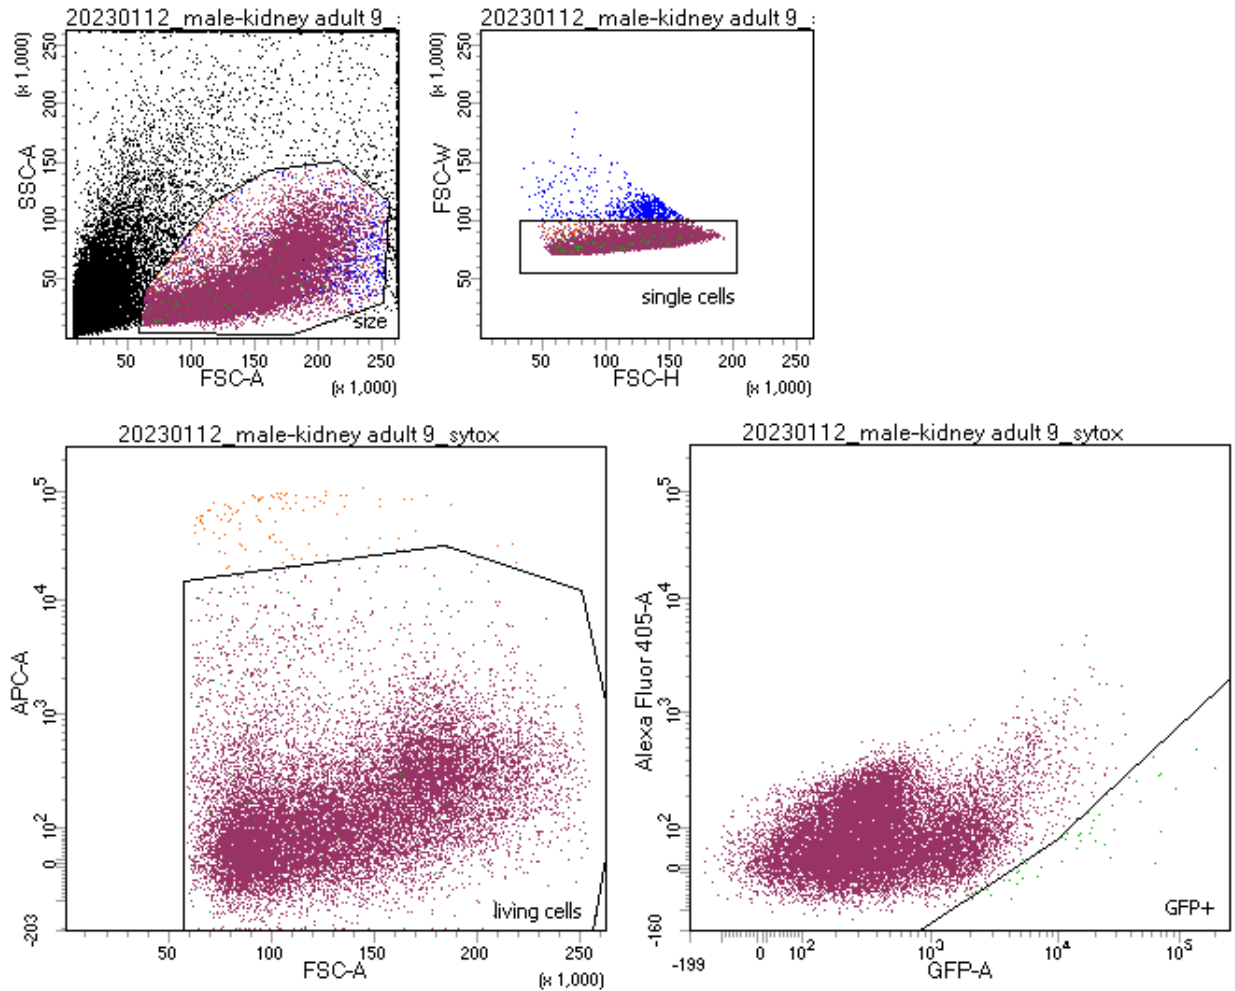 20230112_male-kidney adult 9_:
(x 1,000)
250
200
150
100
50
SSC-A
size
50 100 150 200 250
FSC-A
(x 1,000)
20230112_male-kidney adult 9_:
(x 1,000)
250
200
150
100
50
FSC-W
single cells
50 100 150 200 250
FSC-H
(x 1,000)
20230112_male-kidney adult 9_sytox
10^5
10^4
10^3
10^2
0
-203
APC-A
living cells
50 100 150 200 250
FSC-A
(x 1,000)
20230112_male-kidney adult 9_sytox
10^5
10^4
10^3
10^2
0
-160
Alexa Fluor 405-A
GFP+
-199 0 10^2 10^3 10^4 10^5
GFP-A